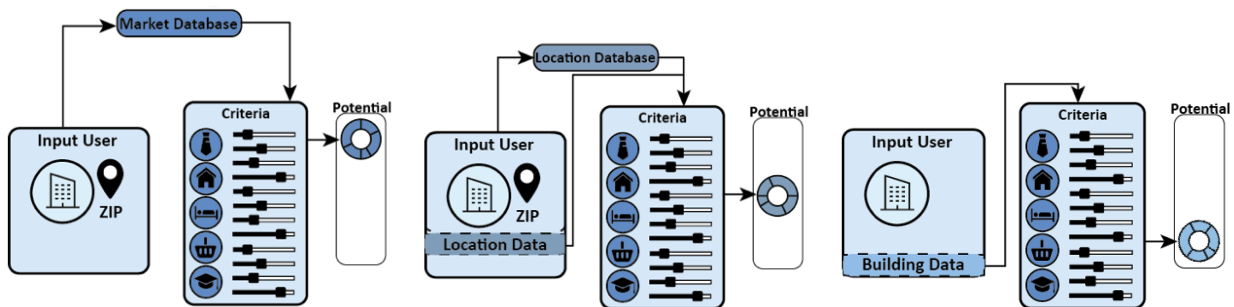 Market Database
Criteria
Potential
Input User
ZIP
Location Database
Criteria
Potential
Input User
ZIP
Location Data
Criteria
Potential
Input User
Building Data